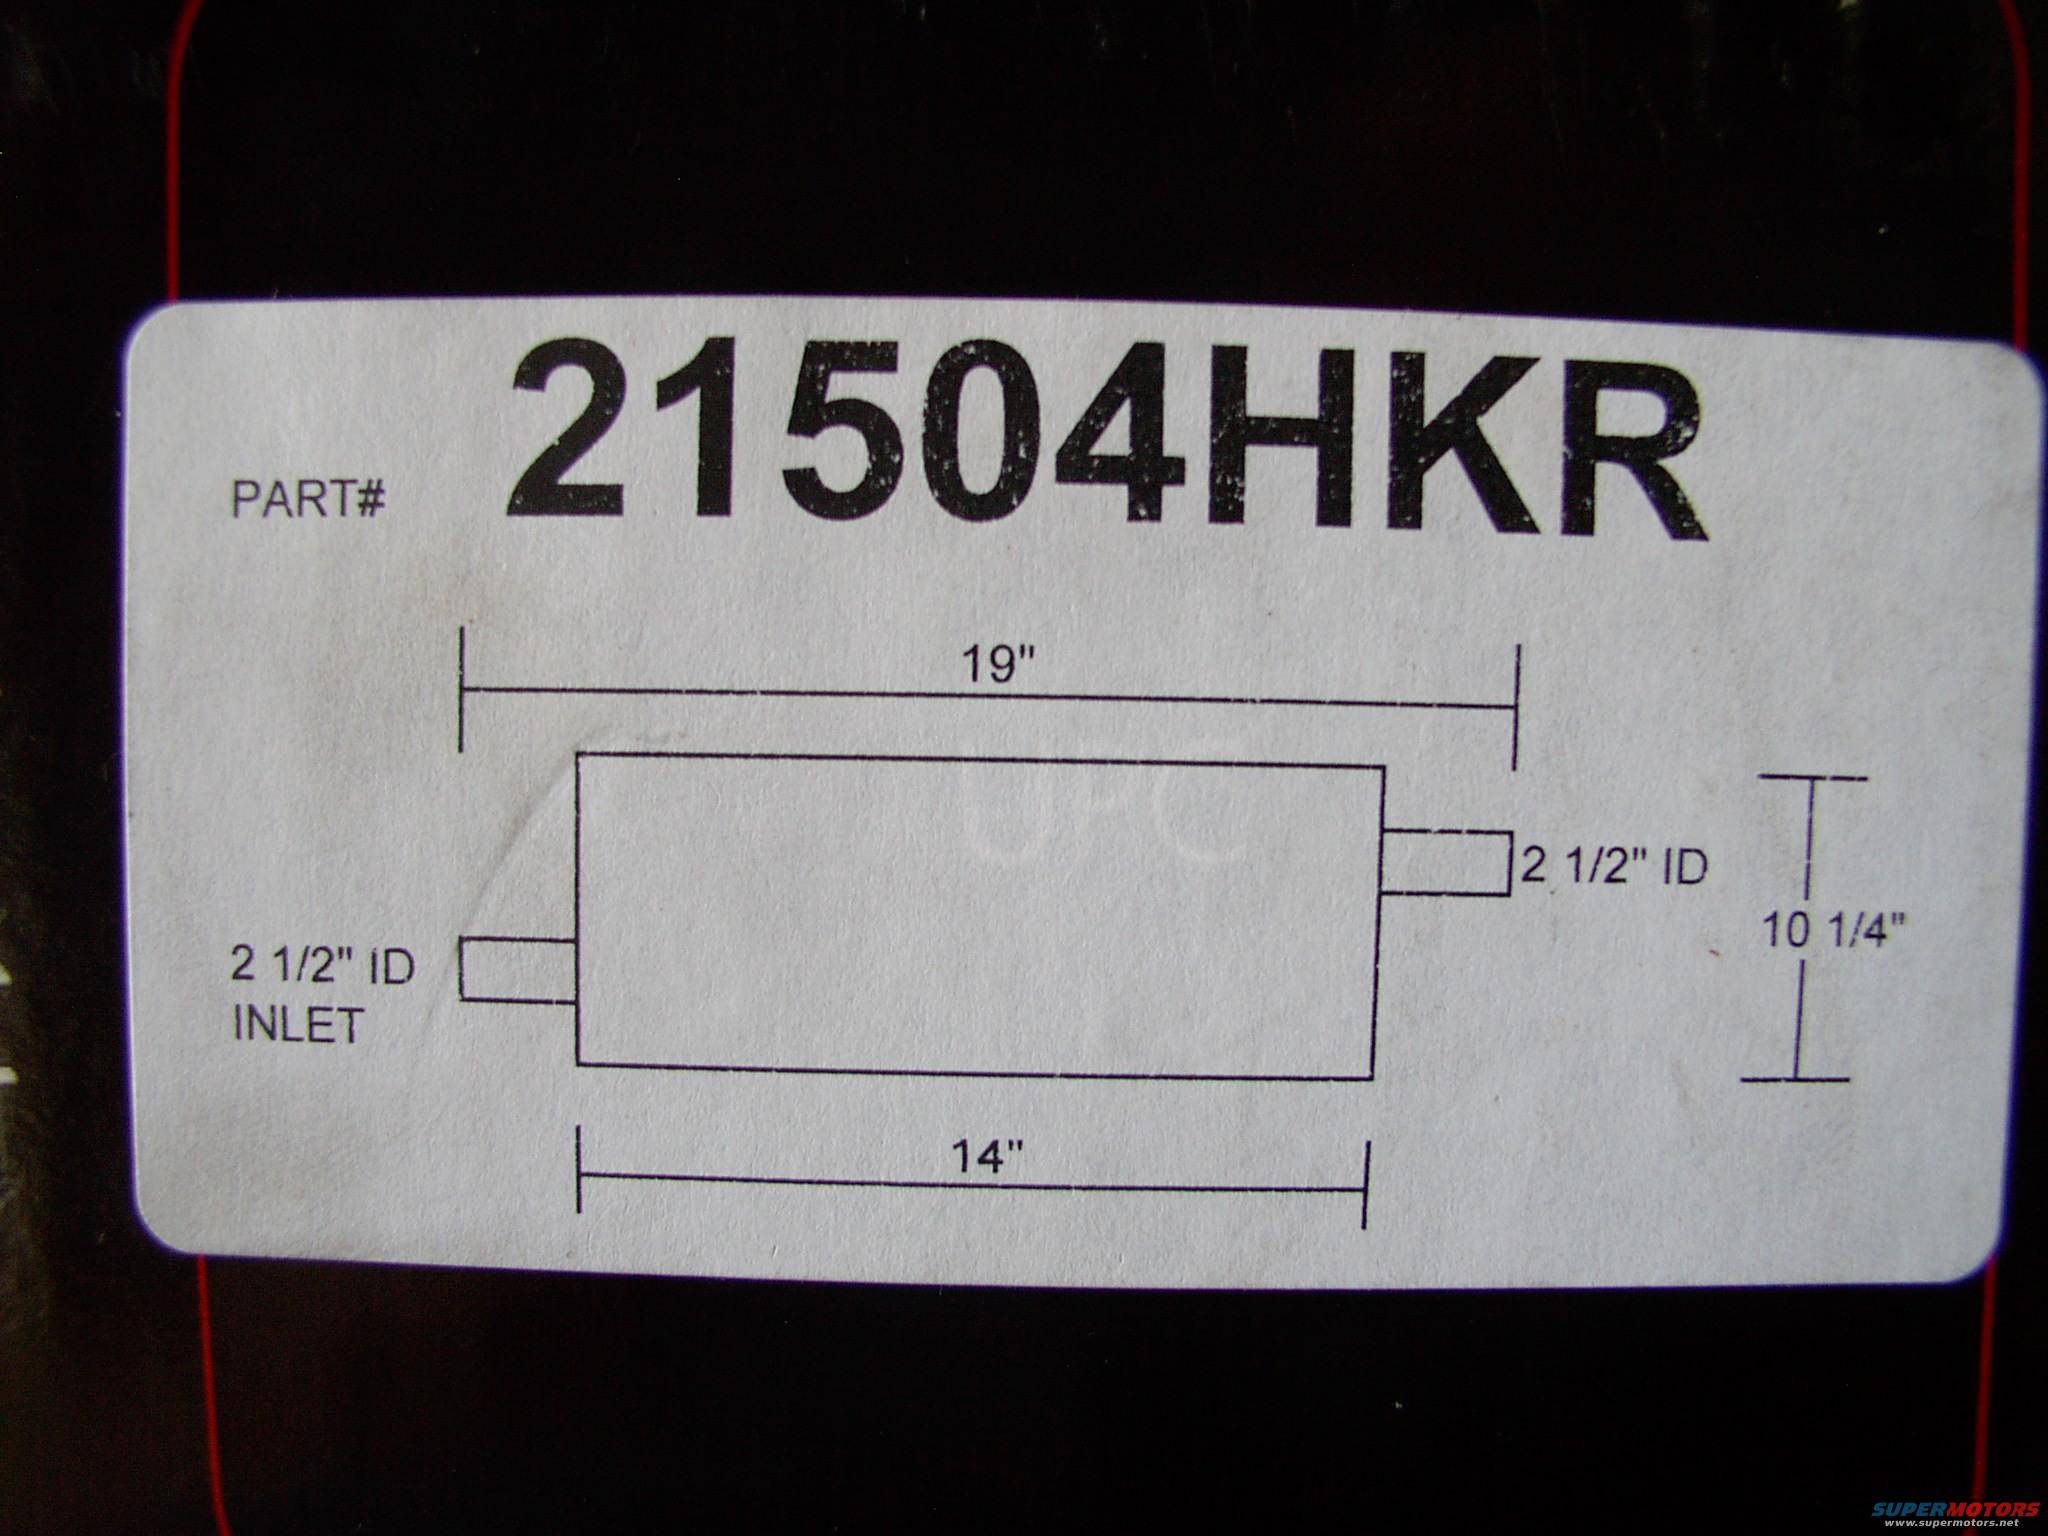 21504HKR
PART#
19"
UPC
2 1/2" ID
10 1/4"
2 1/2" ID
INLET
14"
SUPERMOTORS
www.supermotors.net